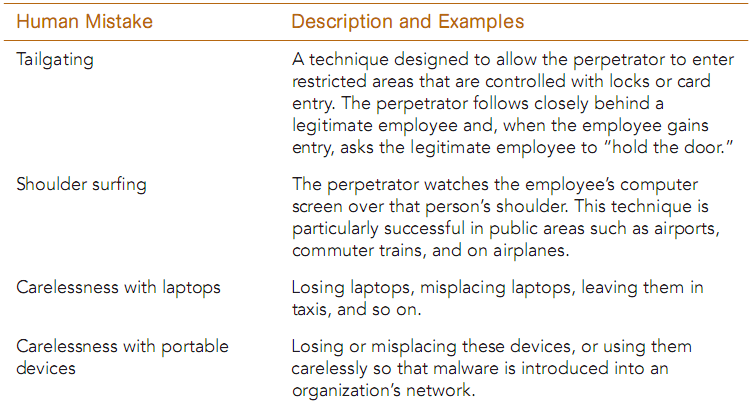 Human Mistake Description and Examples
Tailgating A technique designed to allow the perpetrator to enter
restricted areas that are controlled with locks or card
entry. The perpetrator follows closely behind a
legitimate employee and, when the employee gains
entry, asks the legitimate employee to “hold the door.”
Shoulder surfing The perpetrator watches the employee’s computer
screen over that person’s shoulder. This technique is
particularly successful in public areas such as airports,
commuter trains, and on airplanes.
Carelessness with laptops Losing laptops, misplacing laptops, leaving them in
taxis, and so on.
Carelessness with portable Losing or misplacing these devices, or using them
devices carelessly so that malware is introduced into an
organization’s network.